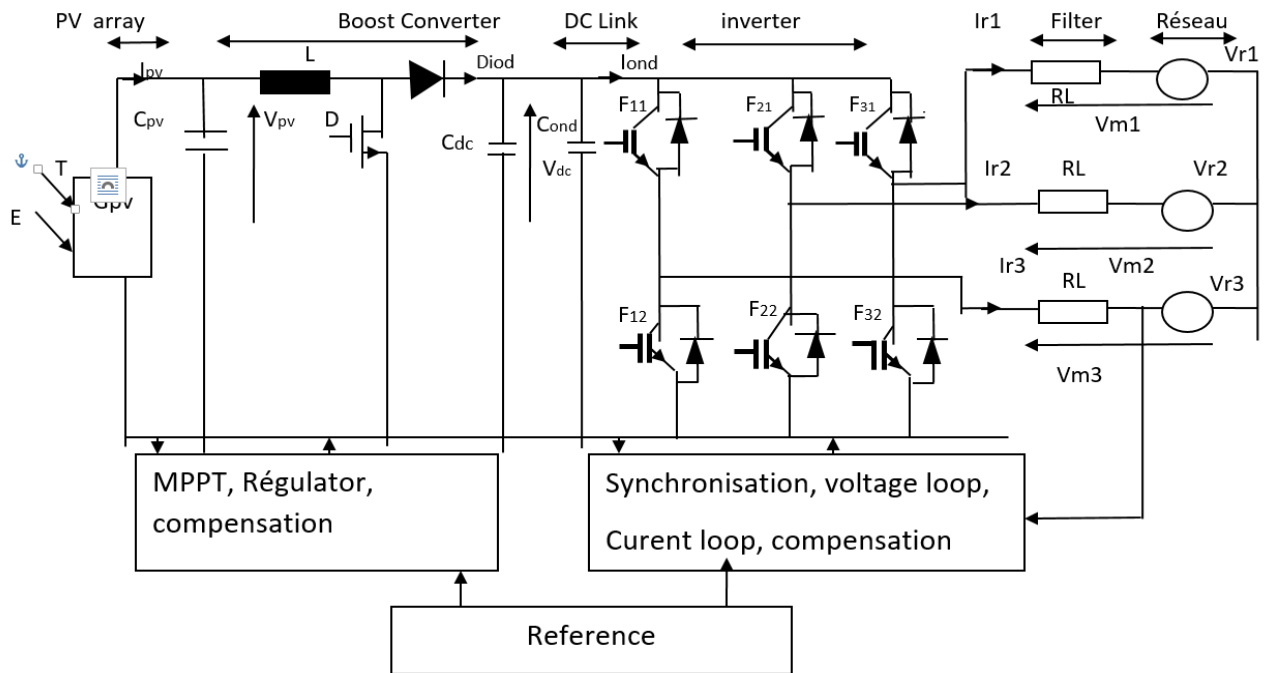 PV array
Boost Converter
DC Link
inverter
Ir1
Filter
Réseau
Vr1
Ipv
L
Diod
Iond
RL
Vm1
Cpv
Vpv
D
Cdc
Cond
Vdc
F11
F21
F31
T
Gpv
E
Ir2
RL
Vr2
Ir3
Vm2
RL
Vr3
F12
F22
F32
Vm3
MPPT, Régulator,
compensation
Synchronisation, voltage loop,
Curent loop, compensation
Reference